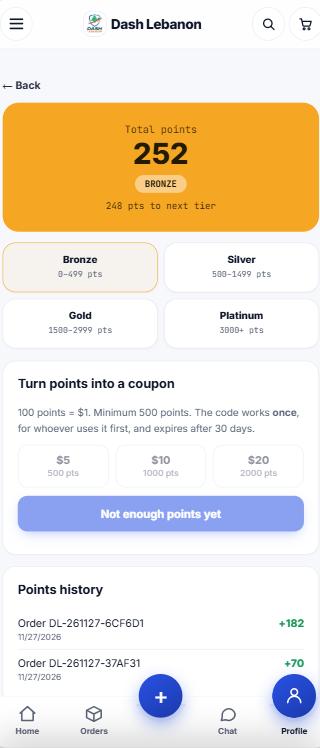 Dash Lebanon
← Back
Total points
252
BRONZE
248 pts to next tier
Bronze
0–499 pts
Silver
500–1499 pts
Gold
1500–2999 pts
Platinum
3000+ pts
Turn points into a coupon
100 points = $1. Minimum 500 points. The code works once,
for whoever uses it first, and expires after 30 days.
$5
500 pts
$10
1000 pts
$20
2000 pts
Not enough points yet
Points history
Order DL-261127-6CF6D1
+182
11/27/2026
Order DL-261127-37AF31
+70
11/27/2026
+
Home
Orders
Chat
Profile